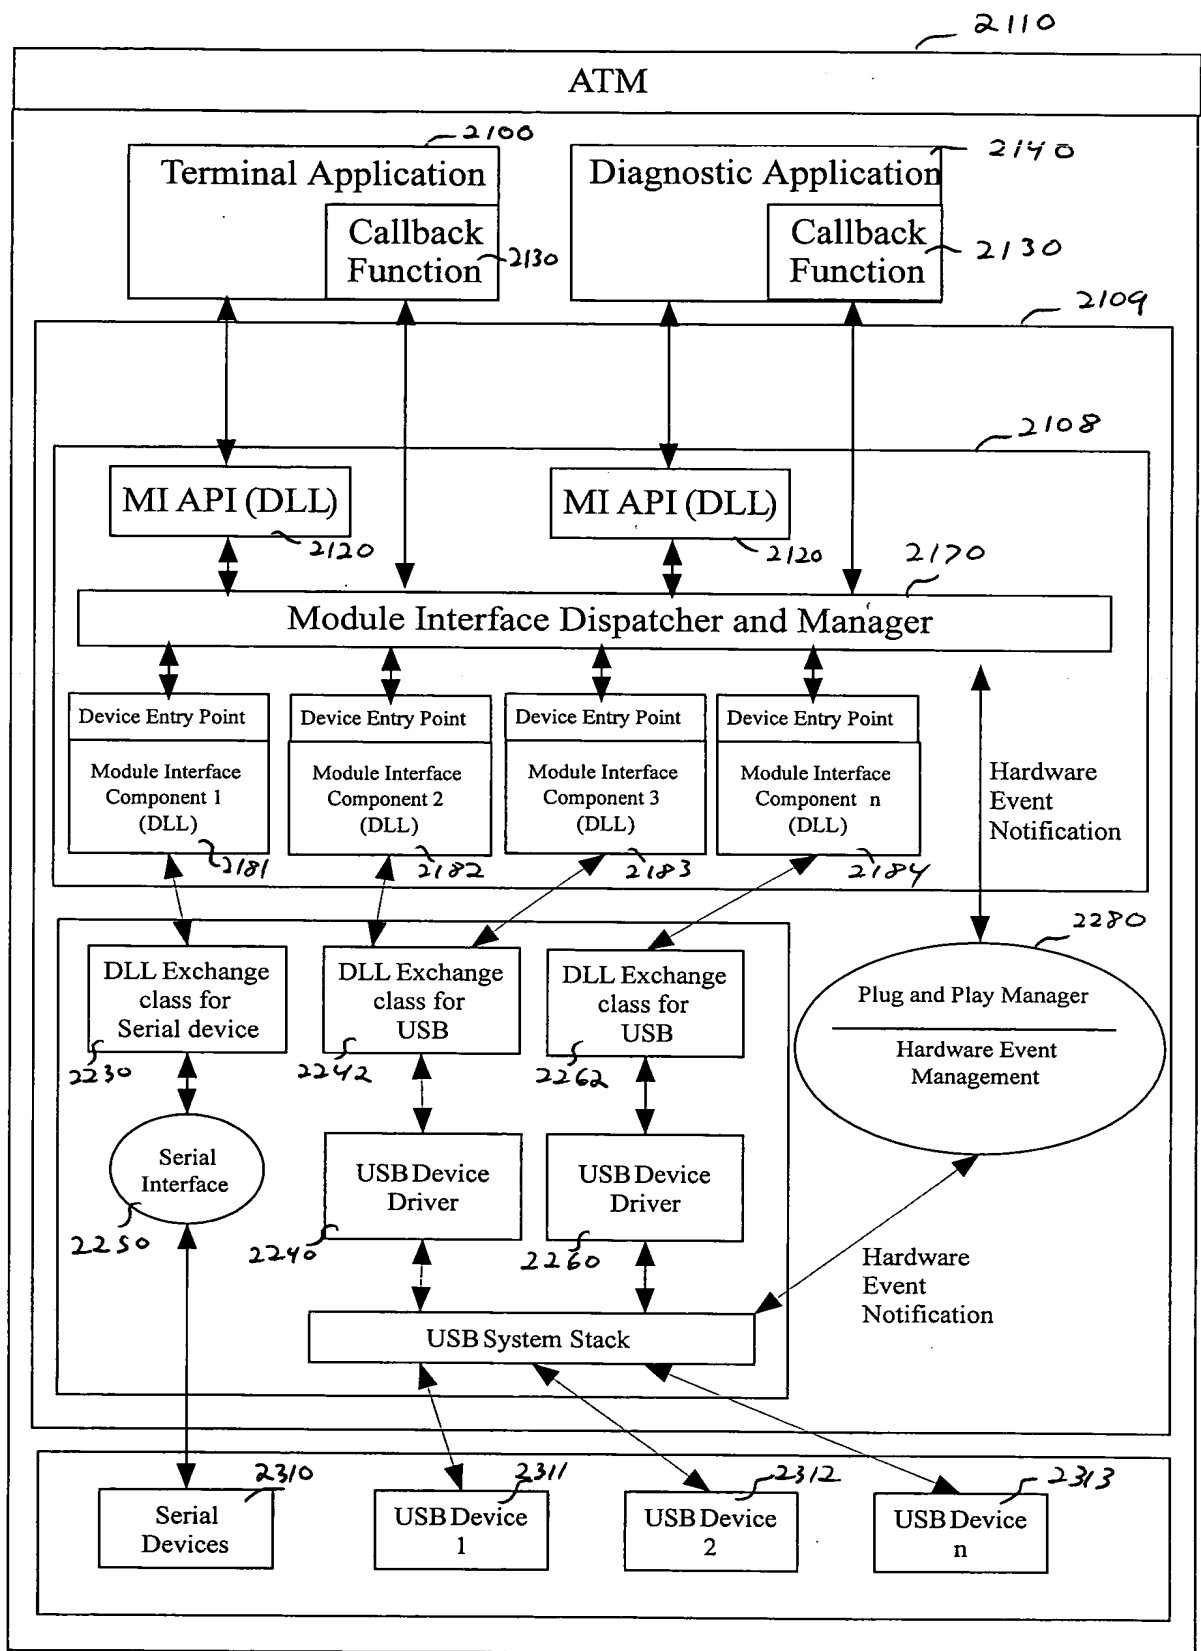 2110
ATM
2100
2140
Terminal Application
Diagnostic Application
Callback
Function
2130
Callback
Function
2130
2109
2108
MI API (DLL)
2120
MI API (DLL)
2120
2170
Module Interface Dispatcher and Manager
Device Entry Point
Device Entry Point
Device Entry Point
Device Entry Point
Module Interface
Component 1
(DLL)
2181
Module Interface
Component 2
(DLL)
2182
Module Interface
Component 3
(DLL)
2183
Module Interface
Component n
(DLL)
2184
Hardware
Event
Notification
2280
DLL Exchange
class for
Serial device
2230
DLL Exchange
class for
USB
2242
DLL Exchange
class for
USB
2262
Plug and Play Manager
Hardware Event
Management
Serial
Interface
2250
USB Device
Driver
2240
USB Device
Driver
2260
Hardware
Event
Notification
USB System Stack
2310
Serial
Devices
2311
USB Device
1
2312
USB Device
2
2313
USB Device
n